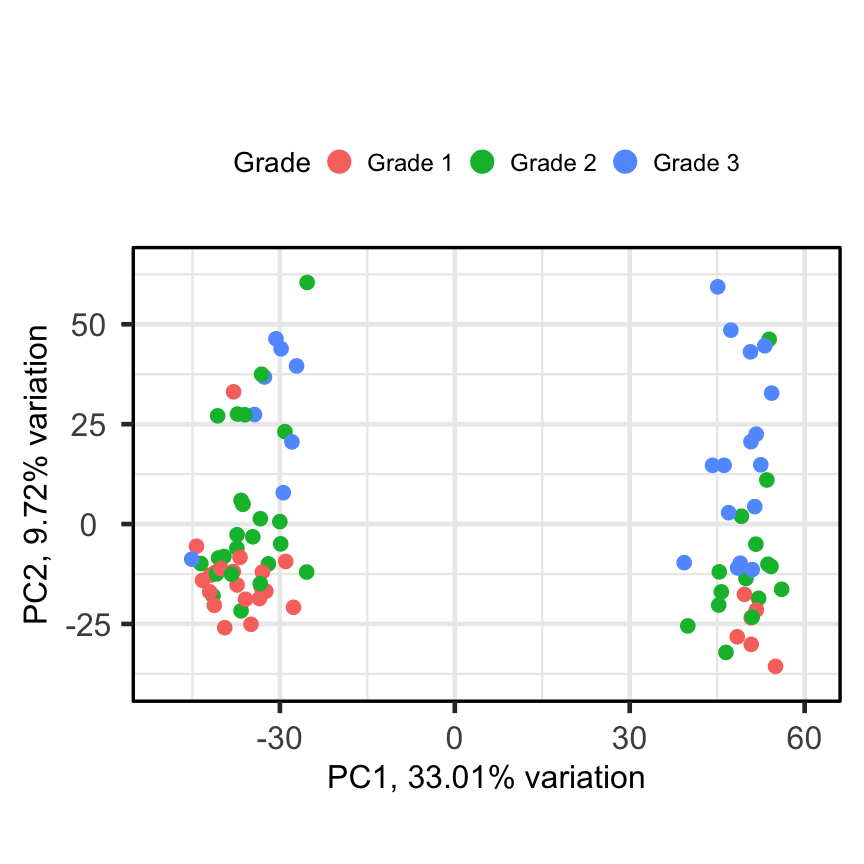 Grade Grade 1 Grade 2 Grade 3
50
25
0
-25
PC2, 9.72% variation
-30 0 30 60
PC1, 33.01% variation